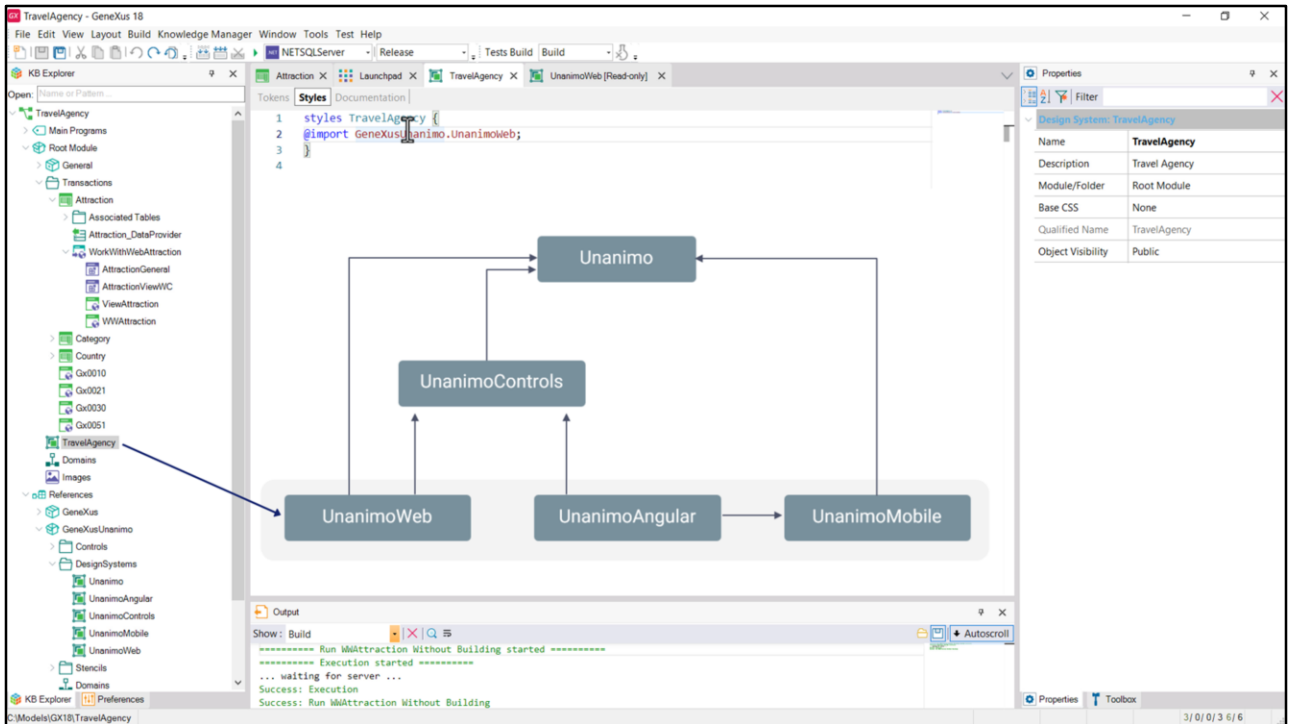 TravelAgency - GeneXus 18
File Edit View Layout Build Knowledge Manager Window Tools Test Help
NETSQLServer Release Tests Build Build
KB Explorer
Open: Name or Pattern...
TravelAgency
Main Programs
Root Module
General
Transactions
Attraction
Associated Tables
Attraction_DataProvider
WorkWithWebAttraction
AttractionGeneral
AttractionViewWC
ViewAttraction
WWAttraction
Category
Country
Gx0010
Gx0021
Gx0030
Gx0051
TravelAgency
Domains
Images
References
GeneXus
GeneXusUnanimo
Controls
DesignSystems
Unanimo
UnanimoAngular
UnanimoControls
UnanimoMobile
UnanimoWeb
Stencils
Domains
KB Explorer Preferences
Attraction Launchpad TravelAgency UnanimoWeb [Read-only]
Tokens Styles Documentation
1 styles TravelAgency {
2 @import GeneXusUnanimo.UnanimoWeb;
3 }
4
Unanimo
UnanimoControls
UnanimoWeb UnanimoAngular UnanimoMobile
Output
Show: Build Autoscroll
========== Run WWAttraction Without Building started ==========
========== Execution started ==========
... waiting for server ...
Success: Execution
Success: Run WWAttraction Without Building
Properties
Filter
Design System: TravelAgency
Name TravelAgency
Description Travel Agency
Module/Folder Root Module
Base CSS None
Qualified Name TravelAgency
Object Visibility Public
Properties Toolbox
C:\Models\GX18\TravelAgency 3/0/0/3 6/6